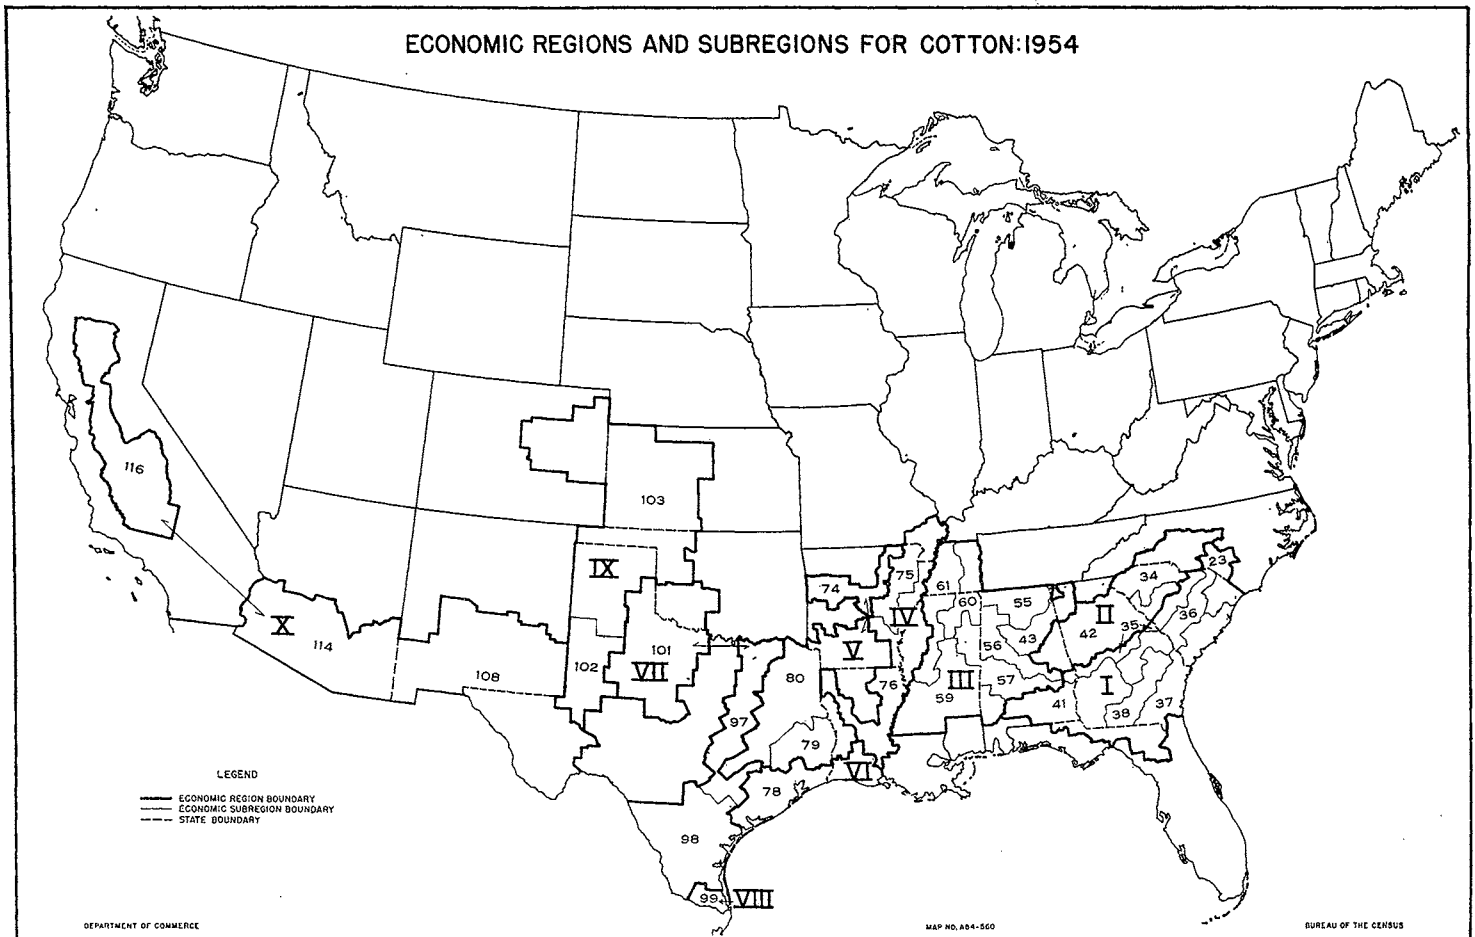 ECONOMIC REGIONS AND SUBREGIONS FOR COTTON:1954
116
103
IX
X
114
108
102
101
VII
74
75
61
60
IV
V
76
80
97
79
VI
78
98
99
VIII
59
III
56
55
43
57
41
42
II
34
35
23
36
I
38
37
LEGEND
ECONOMIC REGION BOUNDARY
ECONOMIC SUBREGION BOUNDARY
STATE BOUNDARY
DEPARTMENT OF COMMERCE
MAP NO. A54-560
BUREAU OF THE CENSUS